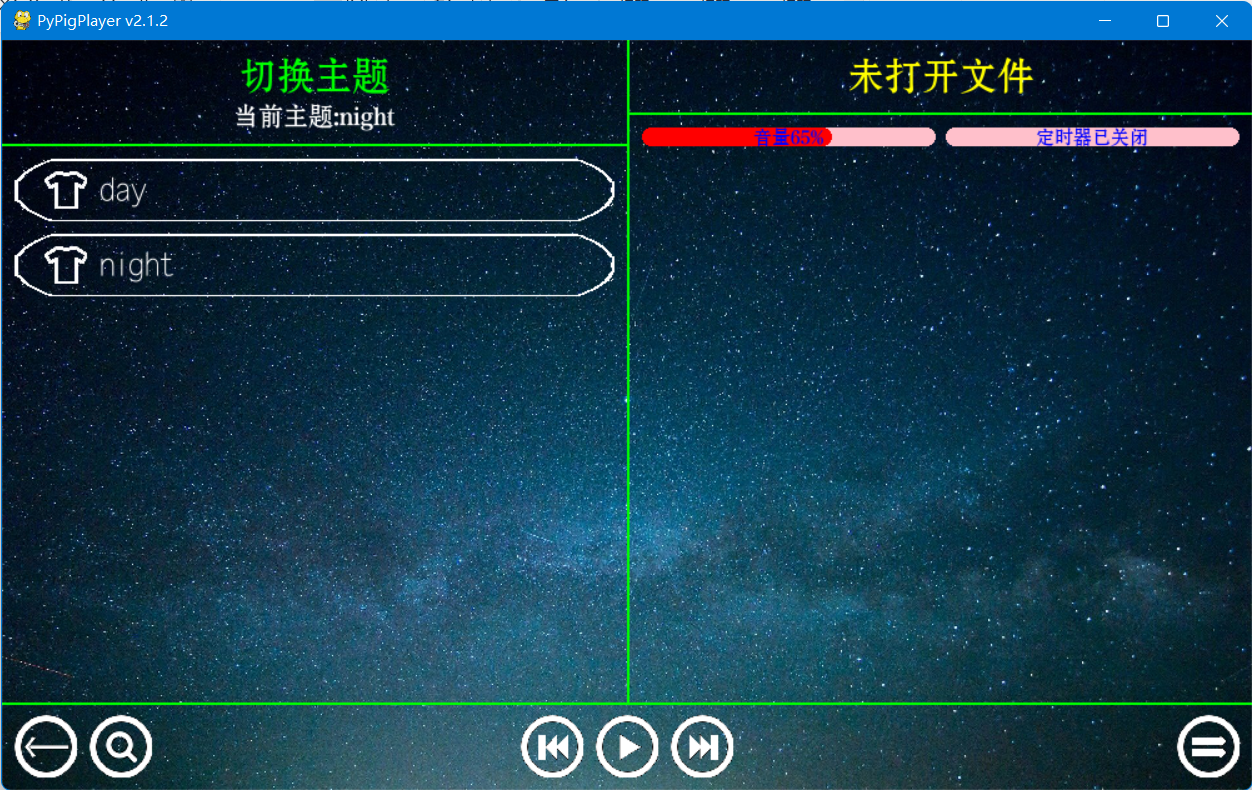 PyPigPlayer v2.1.2
切换主题
当前主题:night
day
night
未打开文件
音量65%
定时器已关闭